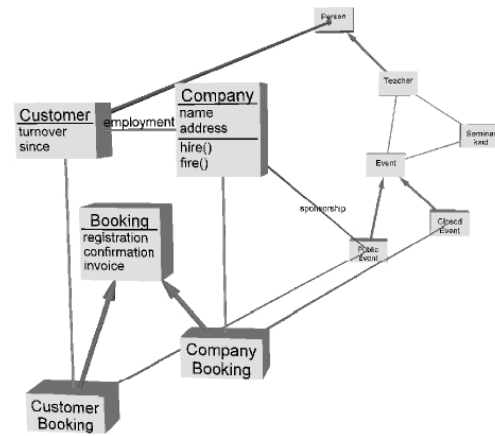 Person
Teacher
Company
name
address
hire()
fire()
Customer
turnover
since
employment
Seminar
kind
Event
sponsorship
Closed
Event
Booking
registration
confirmation
invoice
Public
Event
Company
Booking
Customer
Booking